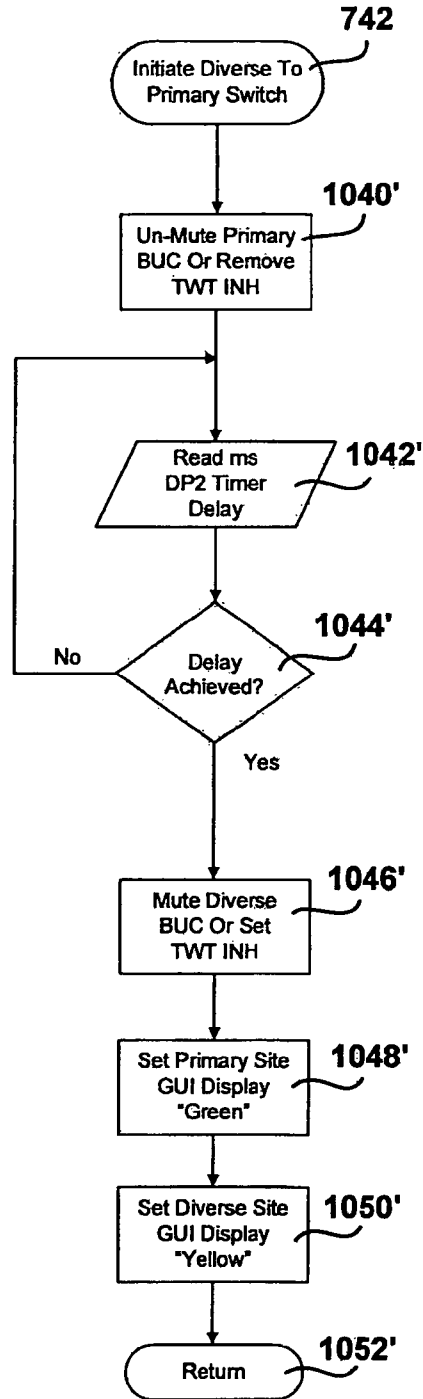 742
Initiate Diverse To
Primary Switch
1040'
Un-Mute Primary
BUC Or Remove
TWT INH
1042'
Read ms
DP2 Timer
Delay
1044'
Delay
Achieved?
No
Yes
1046'
Mute Diverse
BUC Or Set
TWT INH
1048'
Set Primary Site
GUI Display
"Green"
1050'
Set Diverse Site
GUI Display
"Yellow"
1052'
Return